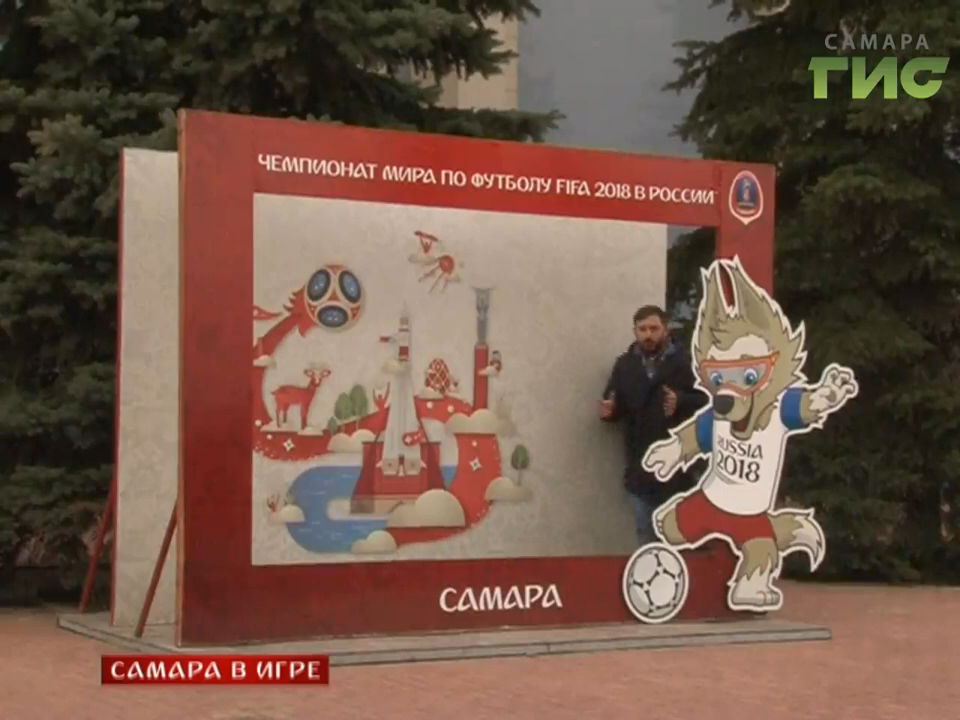 САМАРА
ГИС
ЧЕМПИОНАТ МИРА ПО ФУТБОЛУ FIFA 2018 В РОССИИ
RUSSIA
2018
САМАРА
САМАРА В ИГРЕ